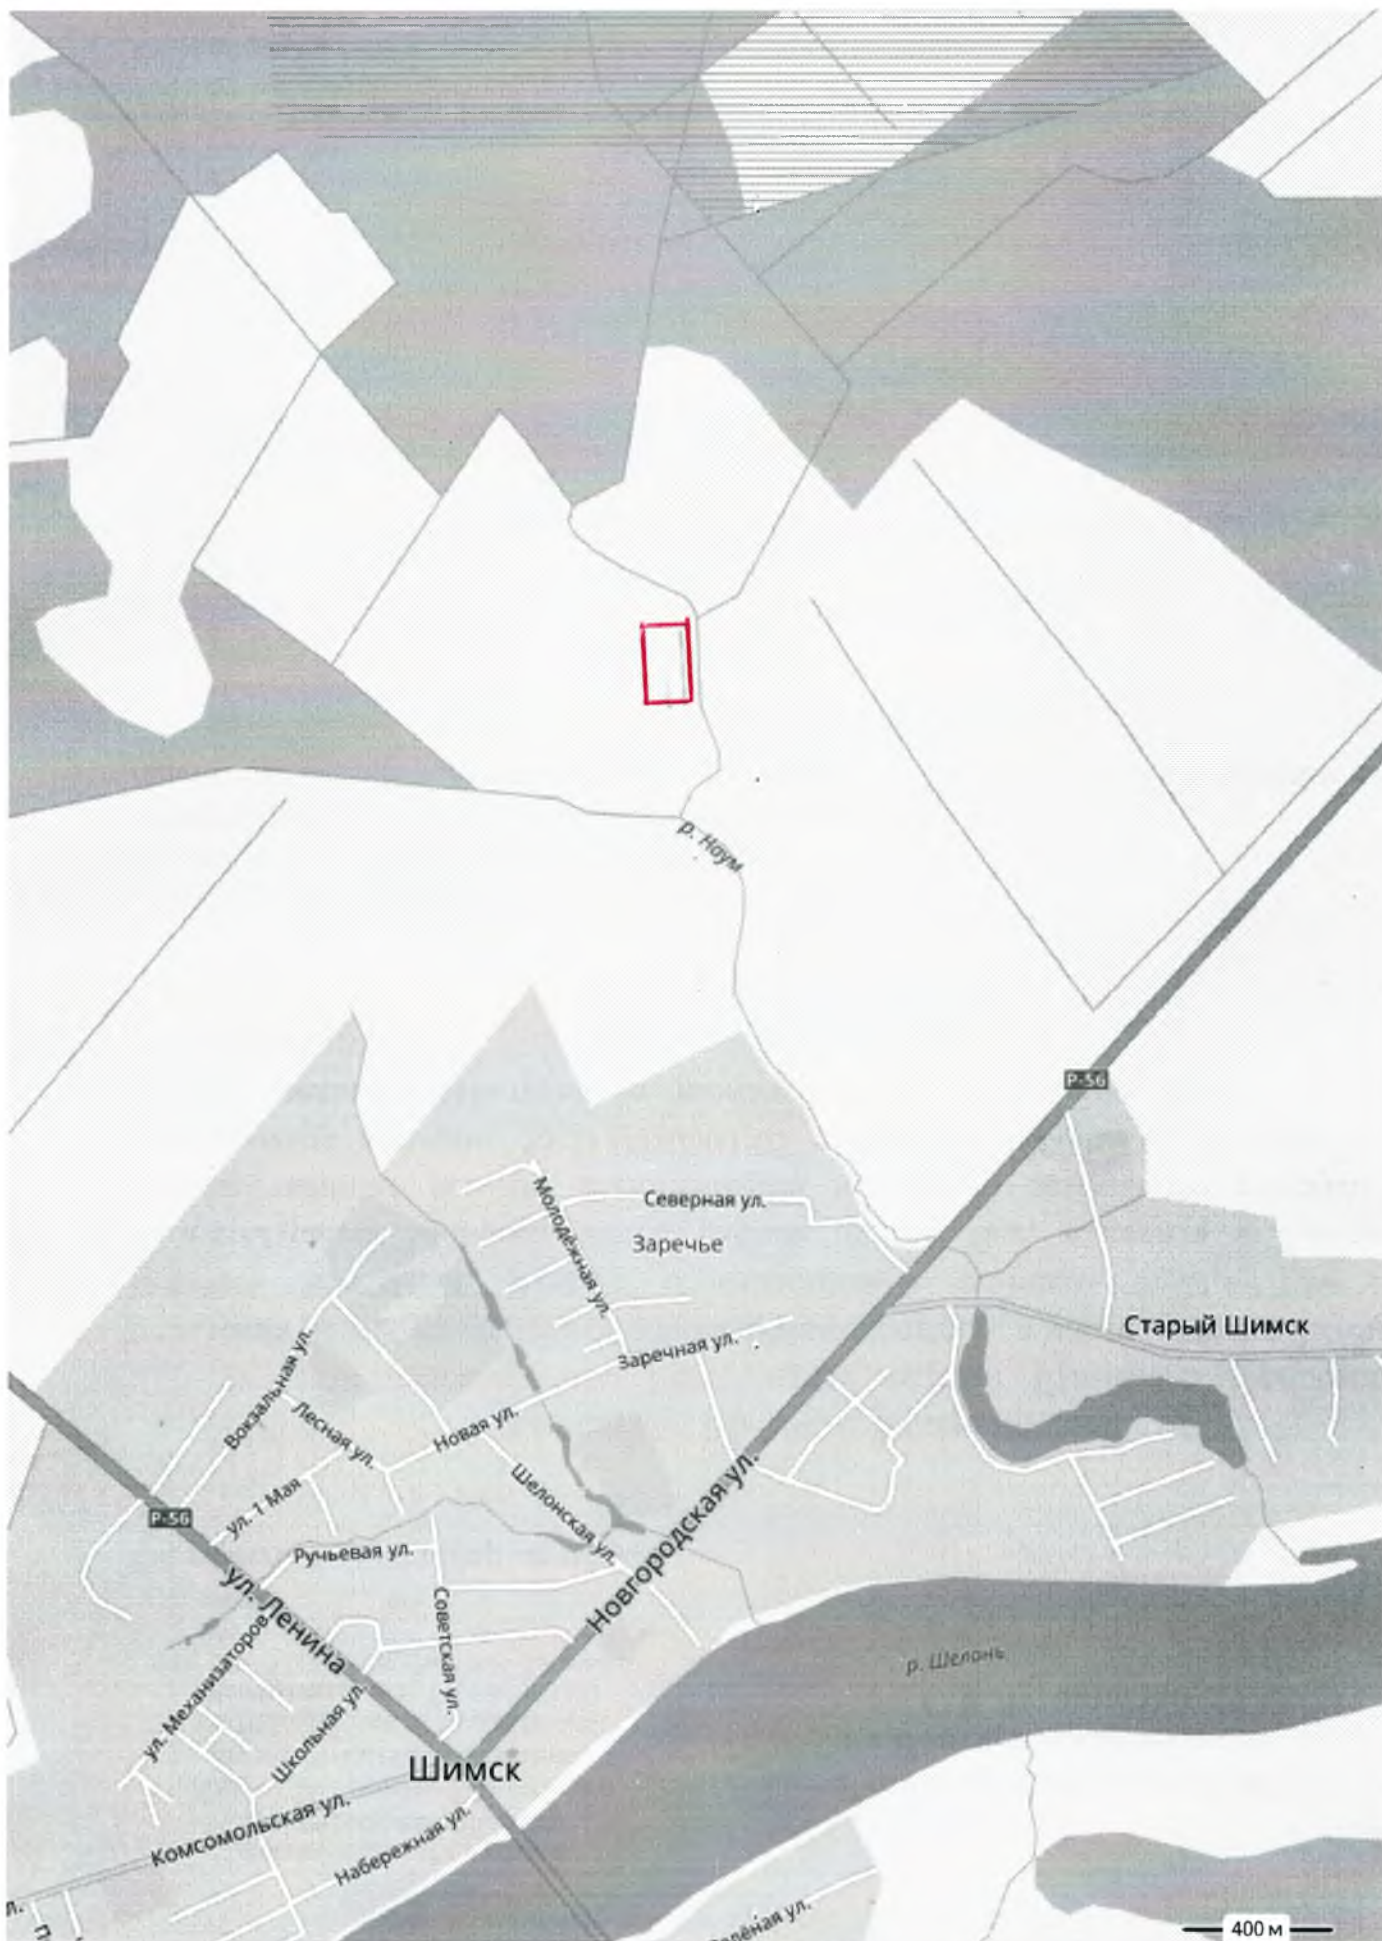 р. Наум
Р-56
Северная ул.
Молодёжная ул.
Заречье
Старый Шимск
Заречная ул.
Вокзальная ул.
Лесная ул.
Новая ул.
Шелонская ул.
Новгородская ул.
ул. 1 Мая
Р-56
Ручьевая ул.
ул. Ленина
Советская ул.
ул. Механизаторов
Школьная ул.
р. Шелонь
Шимск
Комсомольская ул.
Набережная ул.
400 м